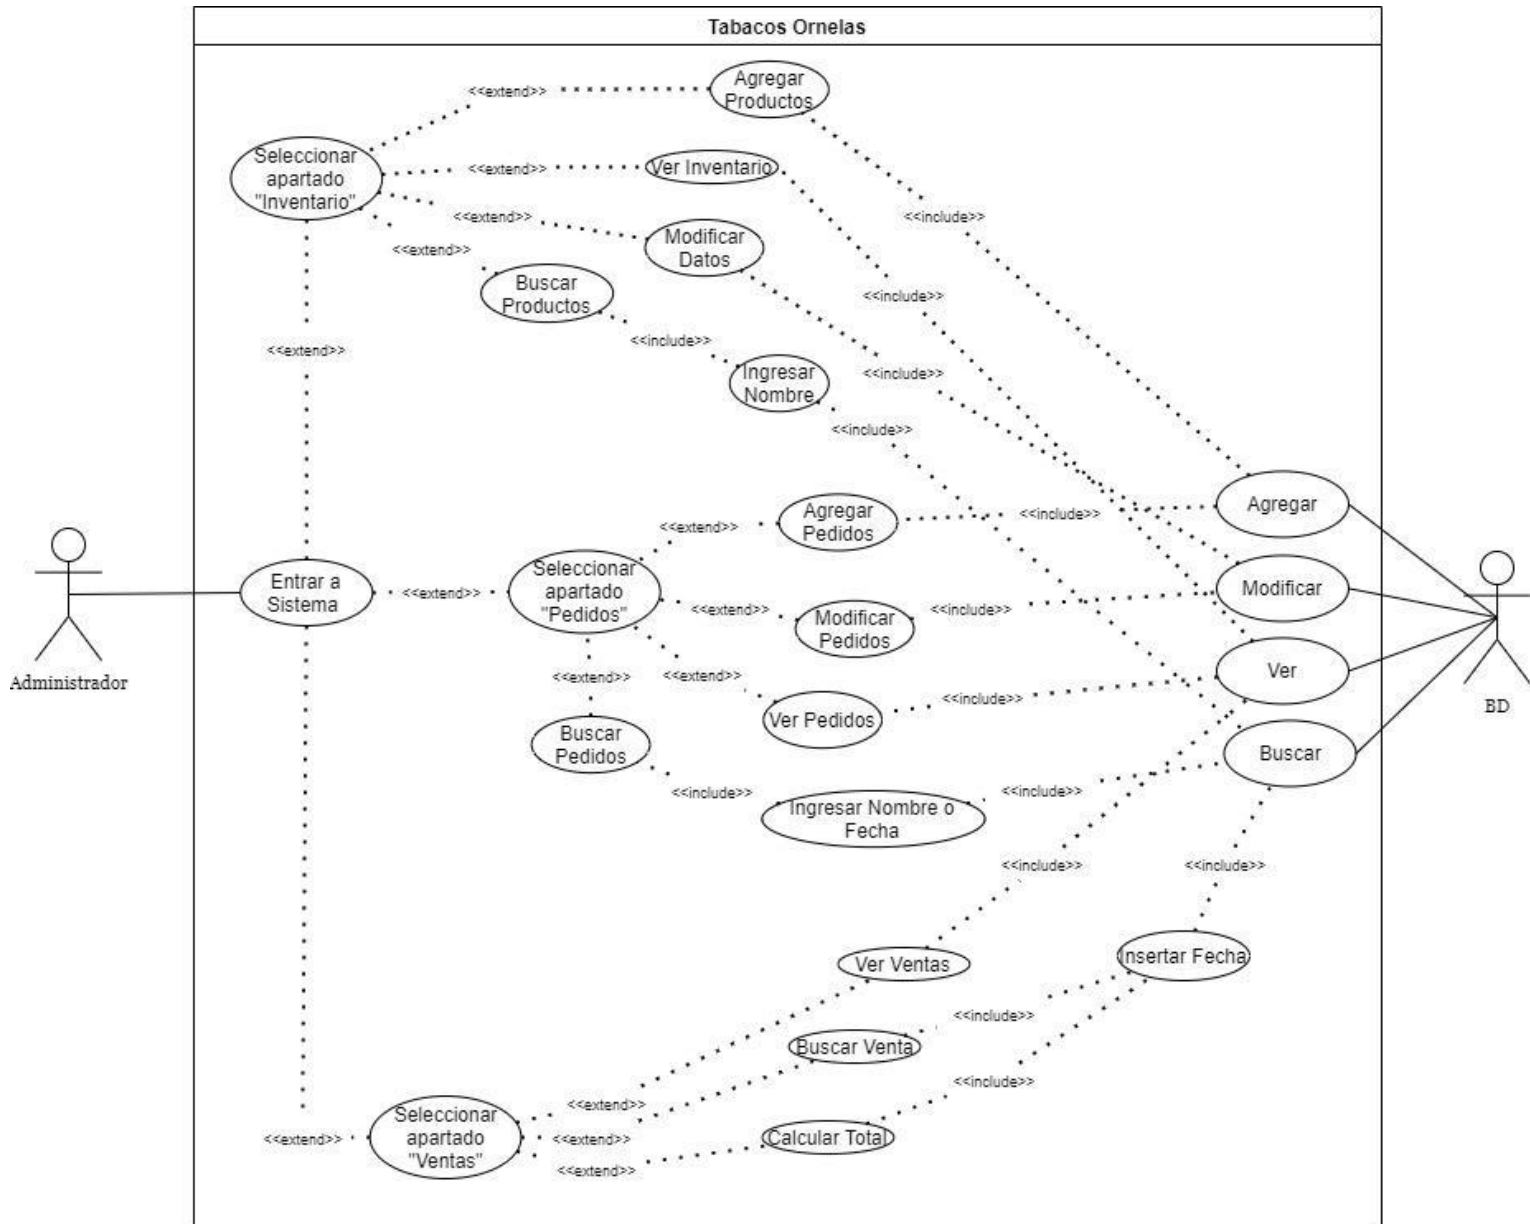 Tabacos Ornelas
Agregar
Productos
<<extend>>
Seleccionar
apartado
"Inventario"
<<extend>>
Ver Inventario
<<extend>>
<<include>>
Modificar
Datos
<<extend>>
Buscar
Productos
<<include>>
<<extend>>
<<include>>
Ingresar
Nombre
<<include>>
<<include>>
Agregar
Pedidos
<<include>>
Agregar
<<extend>>
Entrar a
Sistema
<<extend>>
Seleccionar
apartado
"Pedidos"
<<extend>>
Modificar
Pedidos
<<include>>
Modificar
Administrador
<<extend>>
<<extend>>
Ver
BD
Ver Pedidos
<<include>>
Buscar
Pedidos
Buscar
<<include>>
Ingresar Nombre o
Fecha
<<include>>
<<include>>
<<include>>
Ver Ventas
Insertar Fecha
<<include>>
Buscar Venta
<<include>>
<<extend>>
Seleccionar
apartado
"Ventas"
<<extend>>
<<extend>>
Calcular Total
<<extend>>